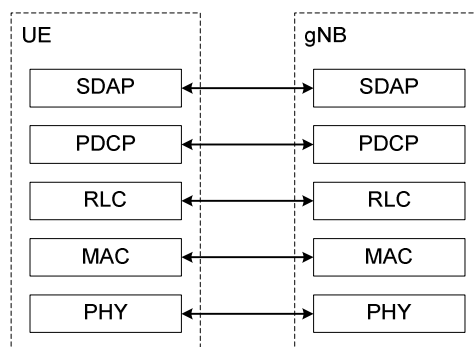 UE gNB
SDAP SDAP
PDCP PDCP
RLC RLC
MAC MAC
PHY PHY